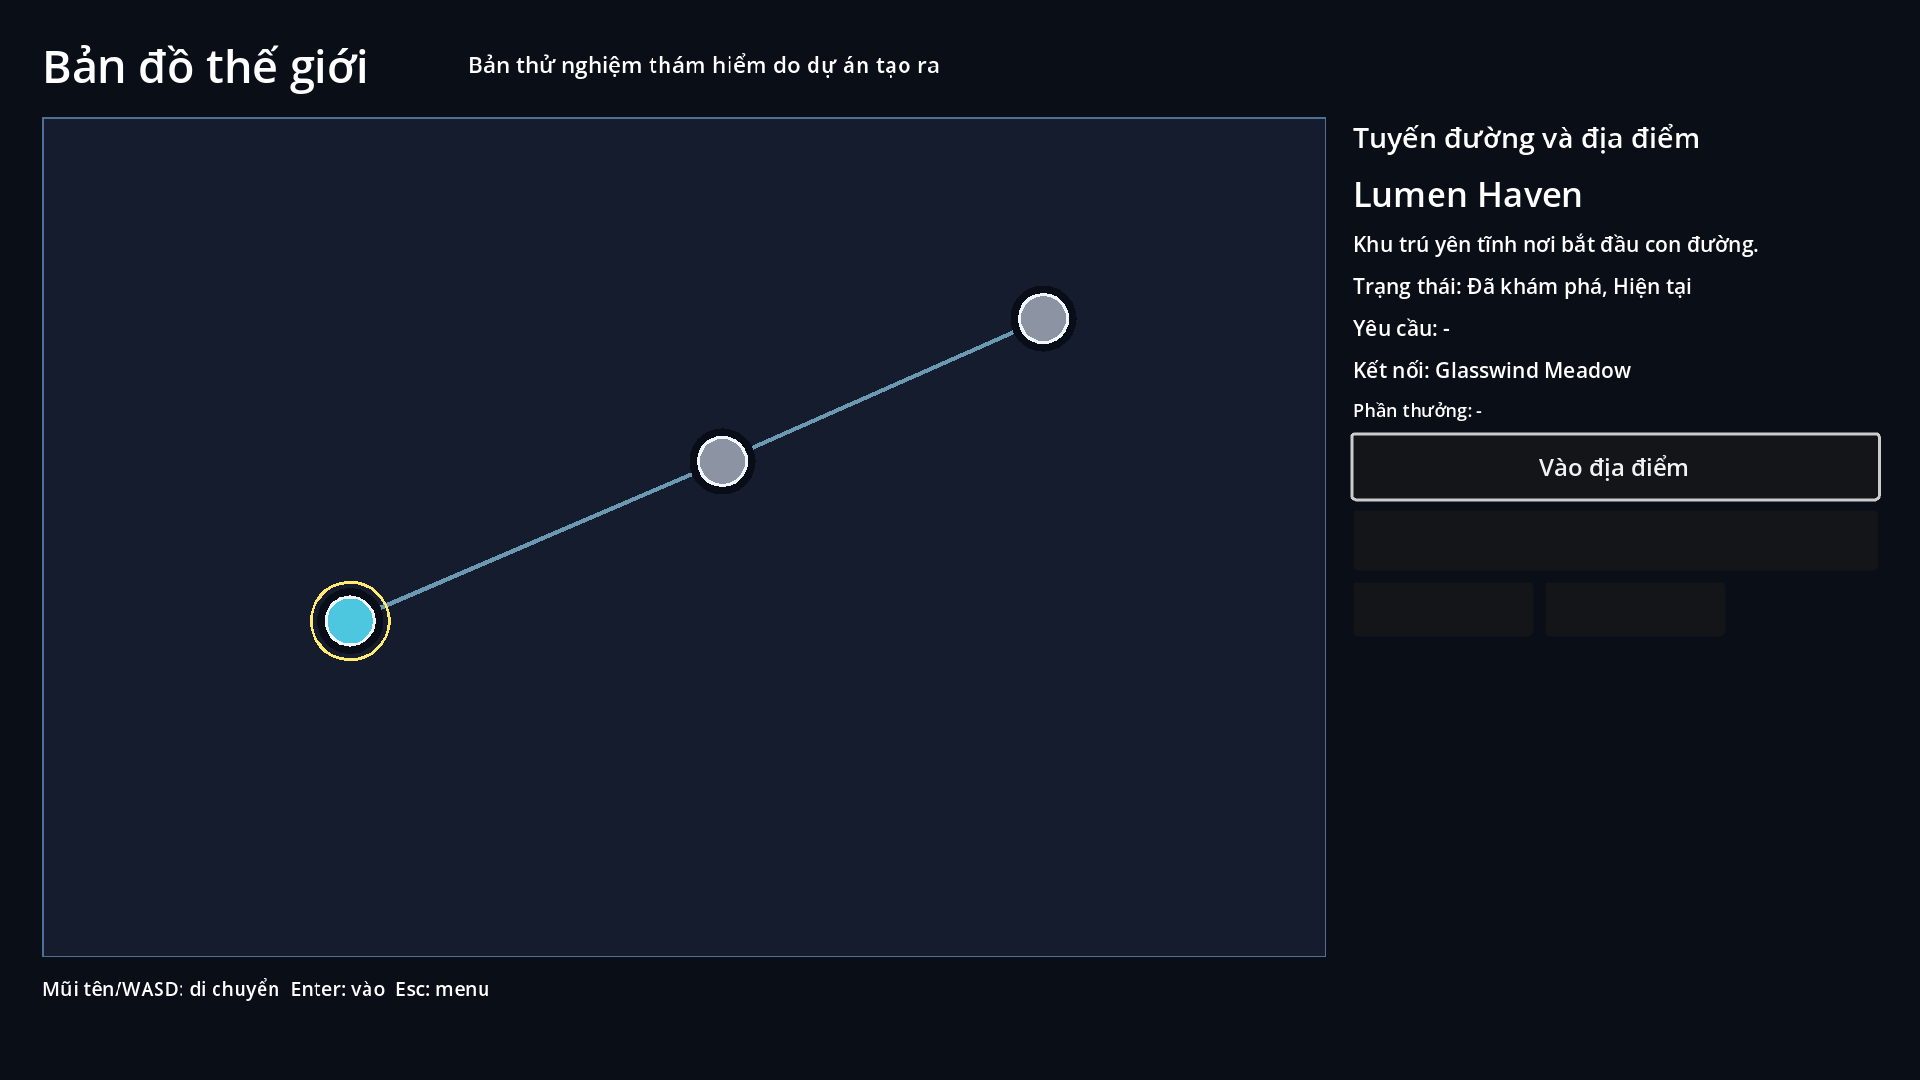 Bản đồ thế giới
Bản thử nghiệm thám hiểm do dự án tạo ra
Tuyến đường và địa điểm
Lumen Haven
Khu trú yên tĩnh nơi bắt đầu con đường.
Trạng thái: Đã khám phá, Hiện tại
Yêu cầu: -
Kết nối: Glasswind Meadow
Phần thưởng: -
Vào địa điểm
Mũi tên/WASD: di chuyển  Enter: vào  Esc: menu